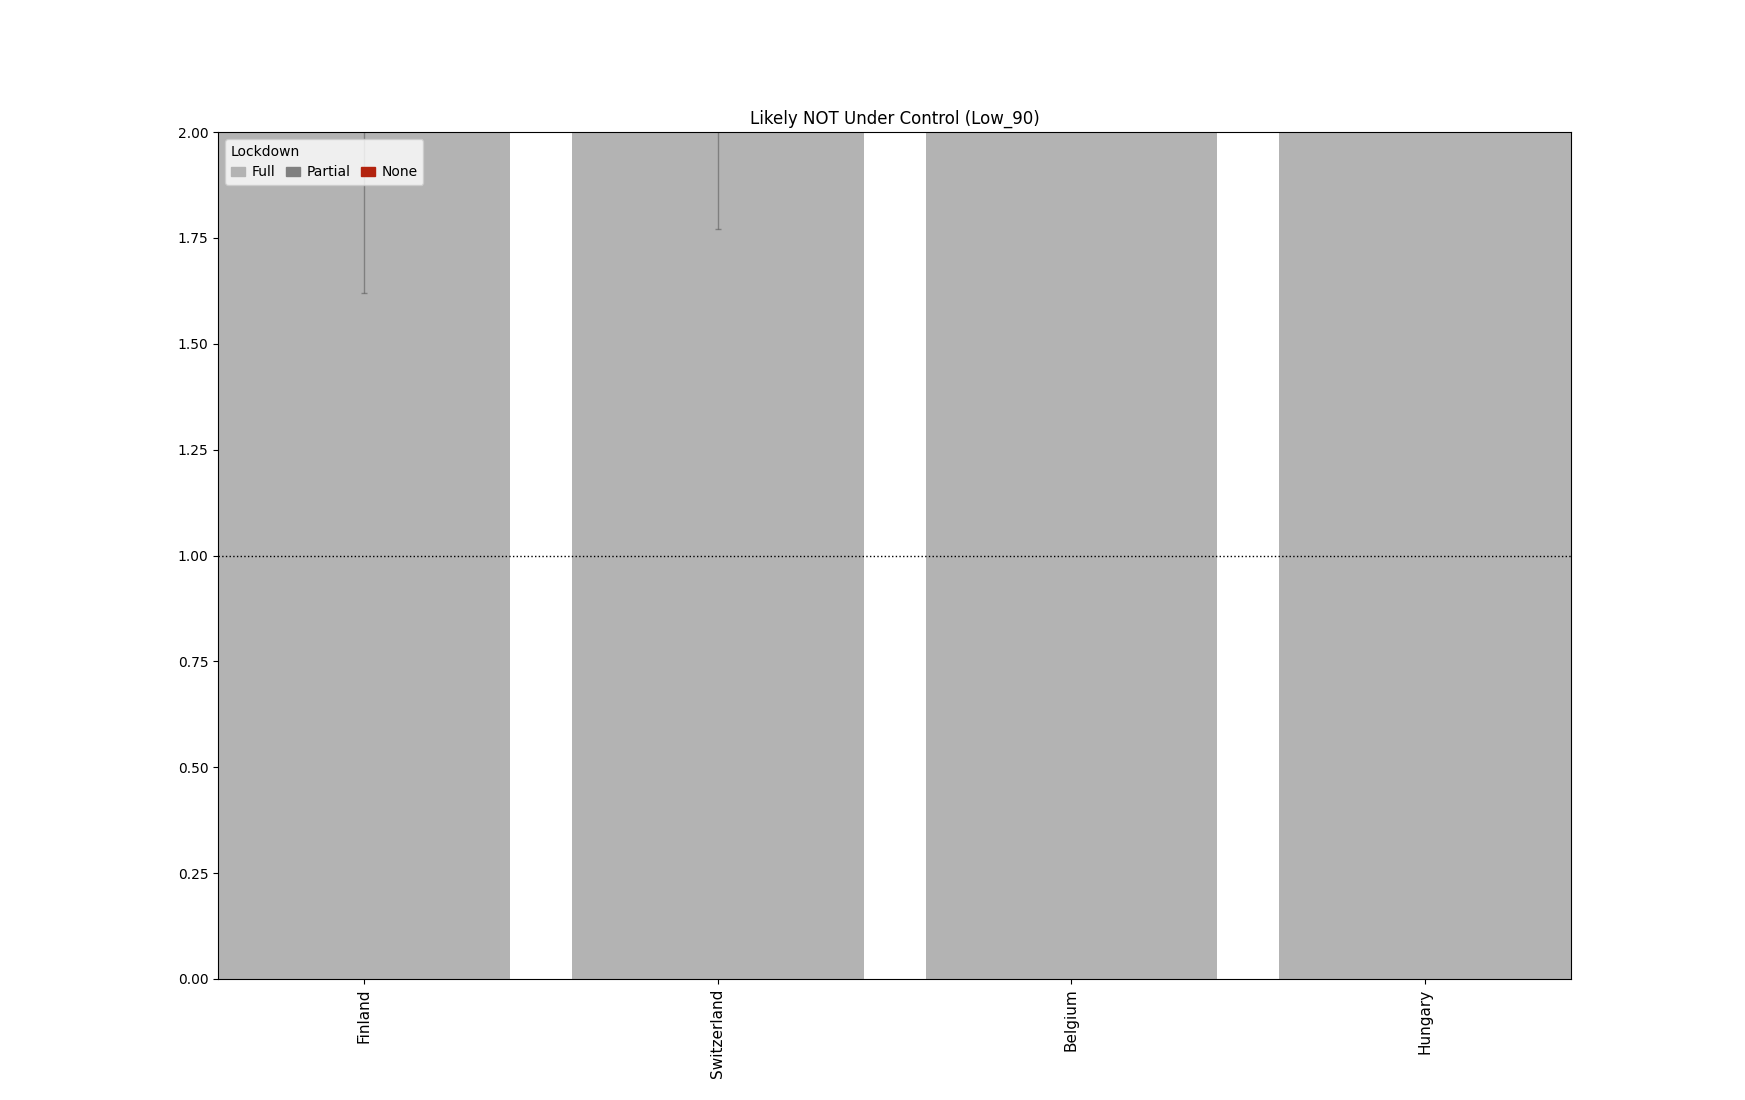 Likely NOT Under Control (Low_90)
Lockdown
Full Partial None
2.00
1.75
1.50
1.25
1.00
0.75
0.50
0.25
0.00
Finland
Switzerland
Belgium
Hungary